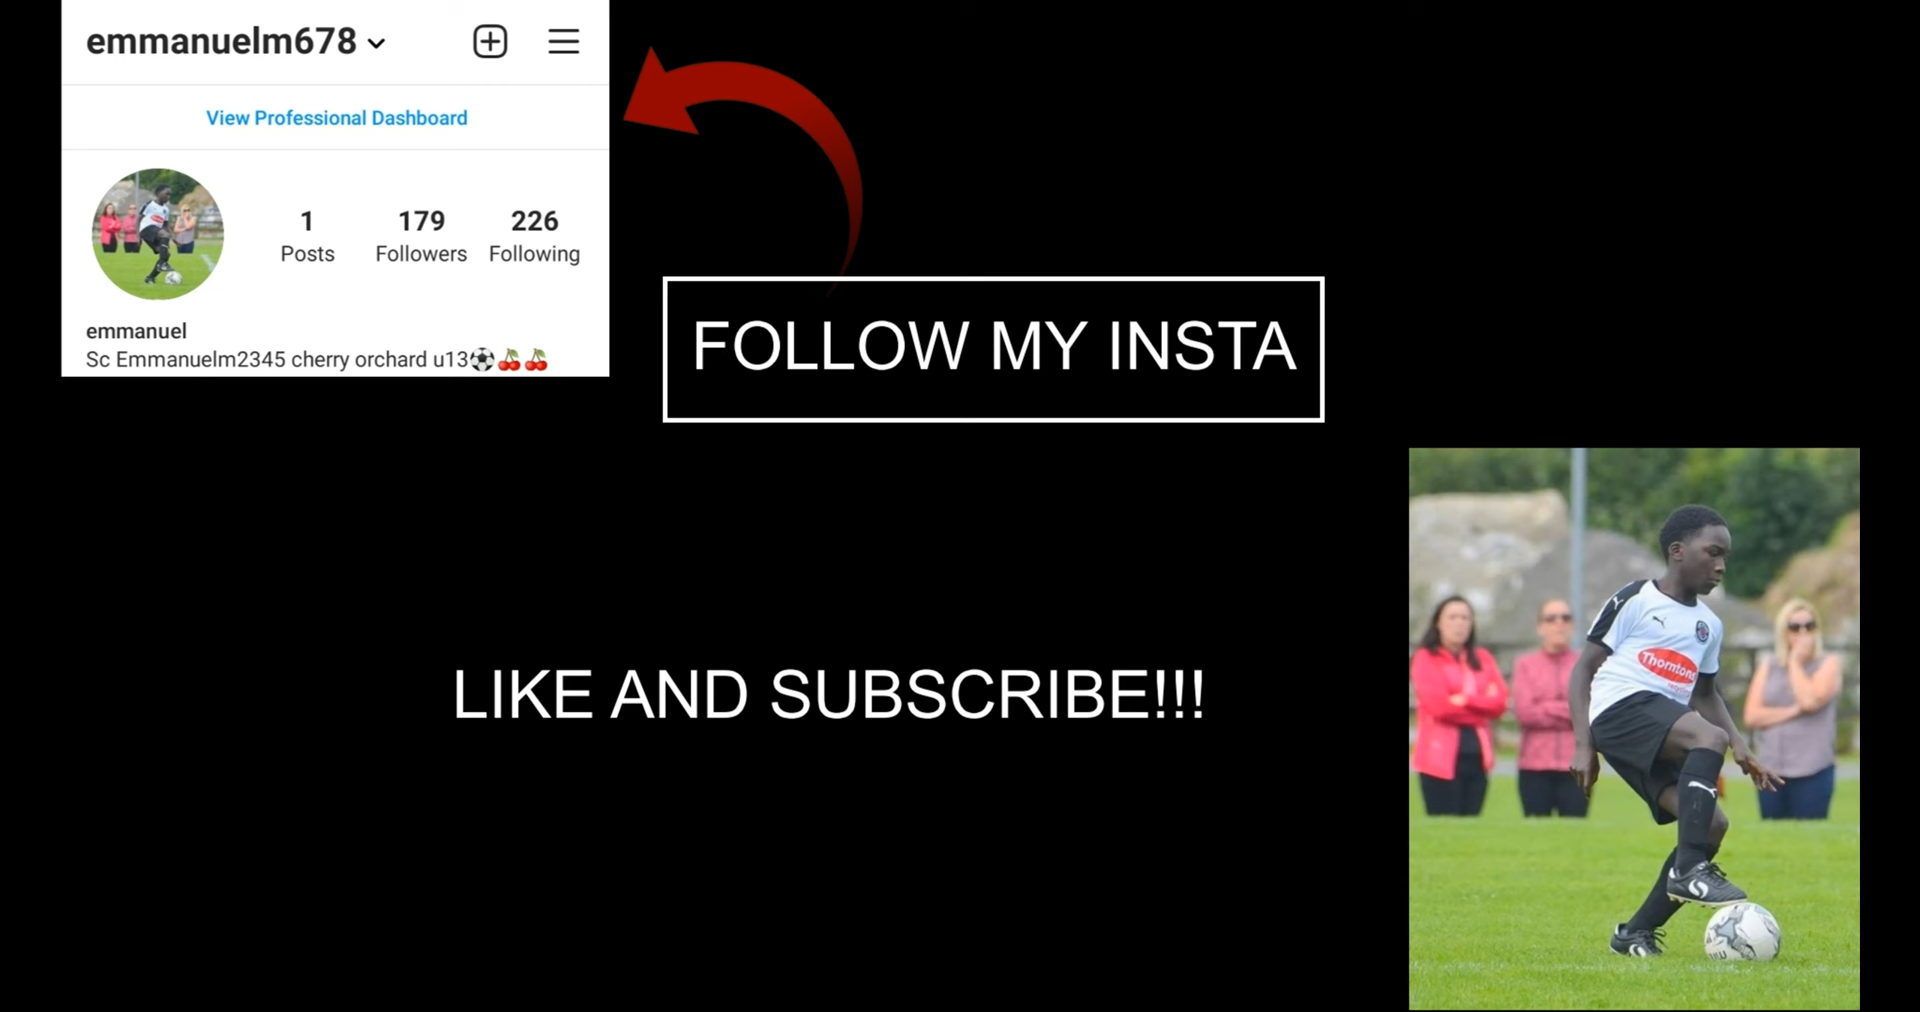 emmanuelm678
View Professional Dashboard
1
Posts
179
Followers
226
Following
emmanuel
Sc Emmanuelm2345 cherry orchard u13⚽🍒🍒
FOLLOW MY INSTA
LIKE AND SUBSCRIBE!!!
Thorntons